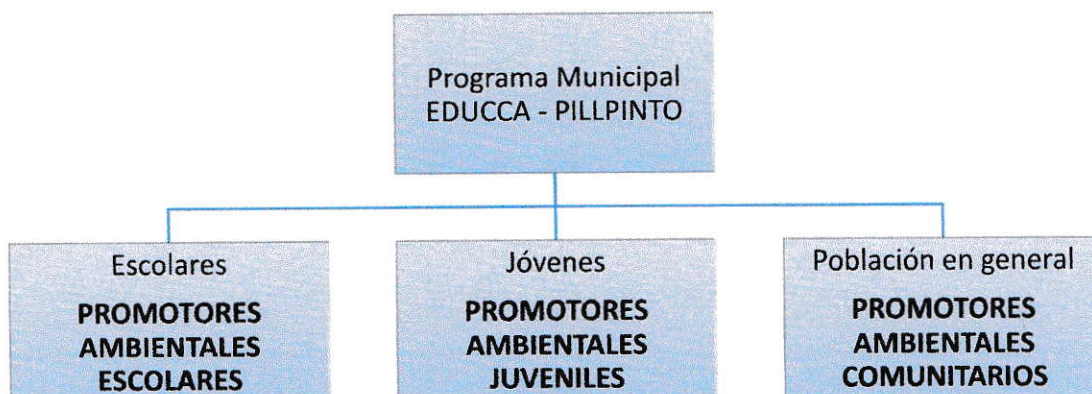 Programa Municipal
EDUCCA - PILLPINTO
Escolares
PROMOTORES
AMBIENTALES
ESCOLARES
Jóvenes
PROMOTORES
AMBIENTALES
JUVENILES
Población en general
PROMOTORES
AMBIENTALES
COMUNITARIOS